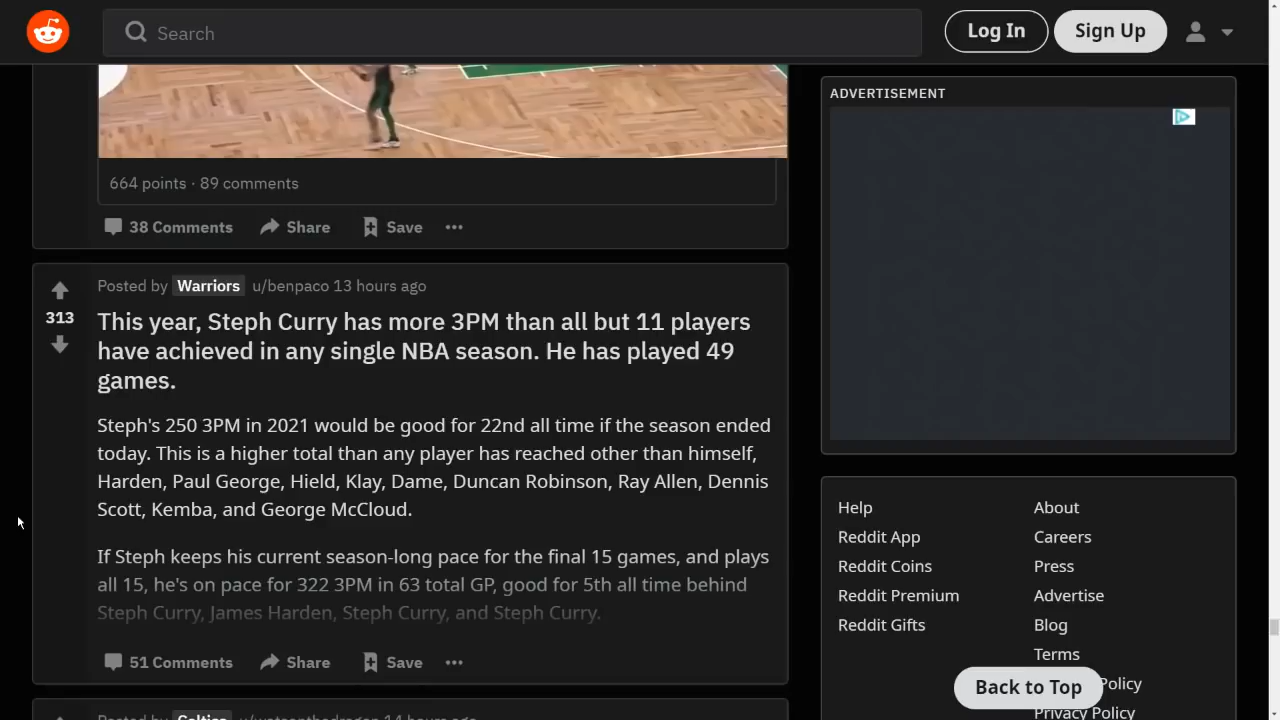 Search
Log In
Sign Up
664 points · 89 comments
38 Comments
Share
Save
Posted by Warriors u/benpaco 13 hours ago
313
This year, Steph Curry has more 3PM than all but 11 players
have achieved in any single NBA season. He has played 49
games.
Steph's 250 3PM in 2021 would be good for 22nd all time if the season ended
today. This is a higher total than any player has reached other than himself,
Harden, Paul George, Hield, Klay, Dame, Duncan Robinson, Ray Allen, Dennis
Scott, Kemba, and George McCloud.
If Steph keeps his current season-long pace for the final 15 games, and plays
all 15, he's on pace for 322 3PM in 63 total GP, good for 5th all time behind
Steph Curry, James Harden, Steph Curry, and Steph Curry.
51 Comments
Share
Save
Posted by Celtics 14 hours ago
ADVERTISEMENT
Help
Reddit App
Reddit Coins
Reddit Premium
Reddit Gifts
About
Careers
Press
Advertise
Blog
Terms
Policy
Privacy Policy
Back to Top